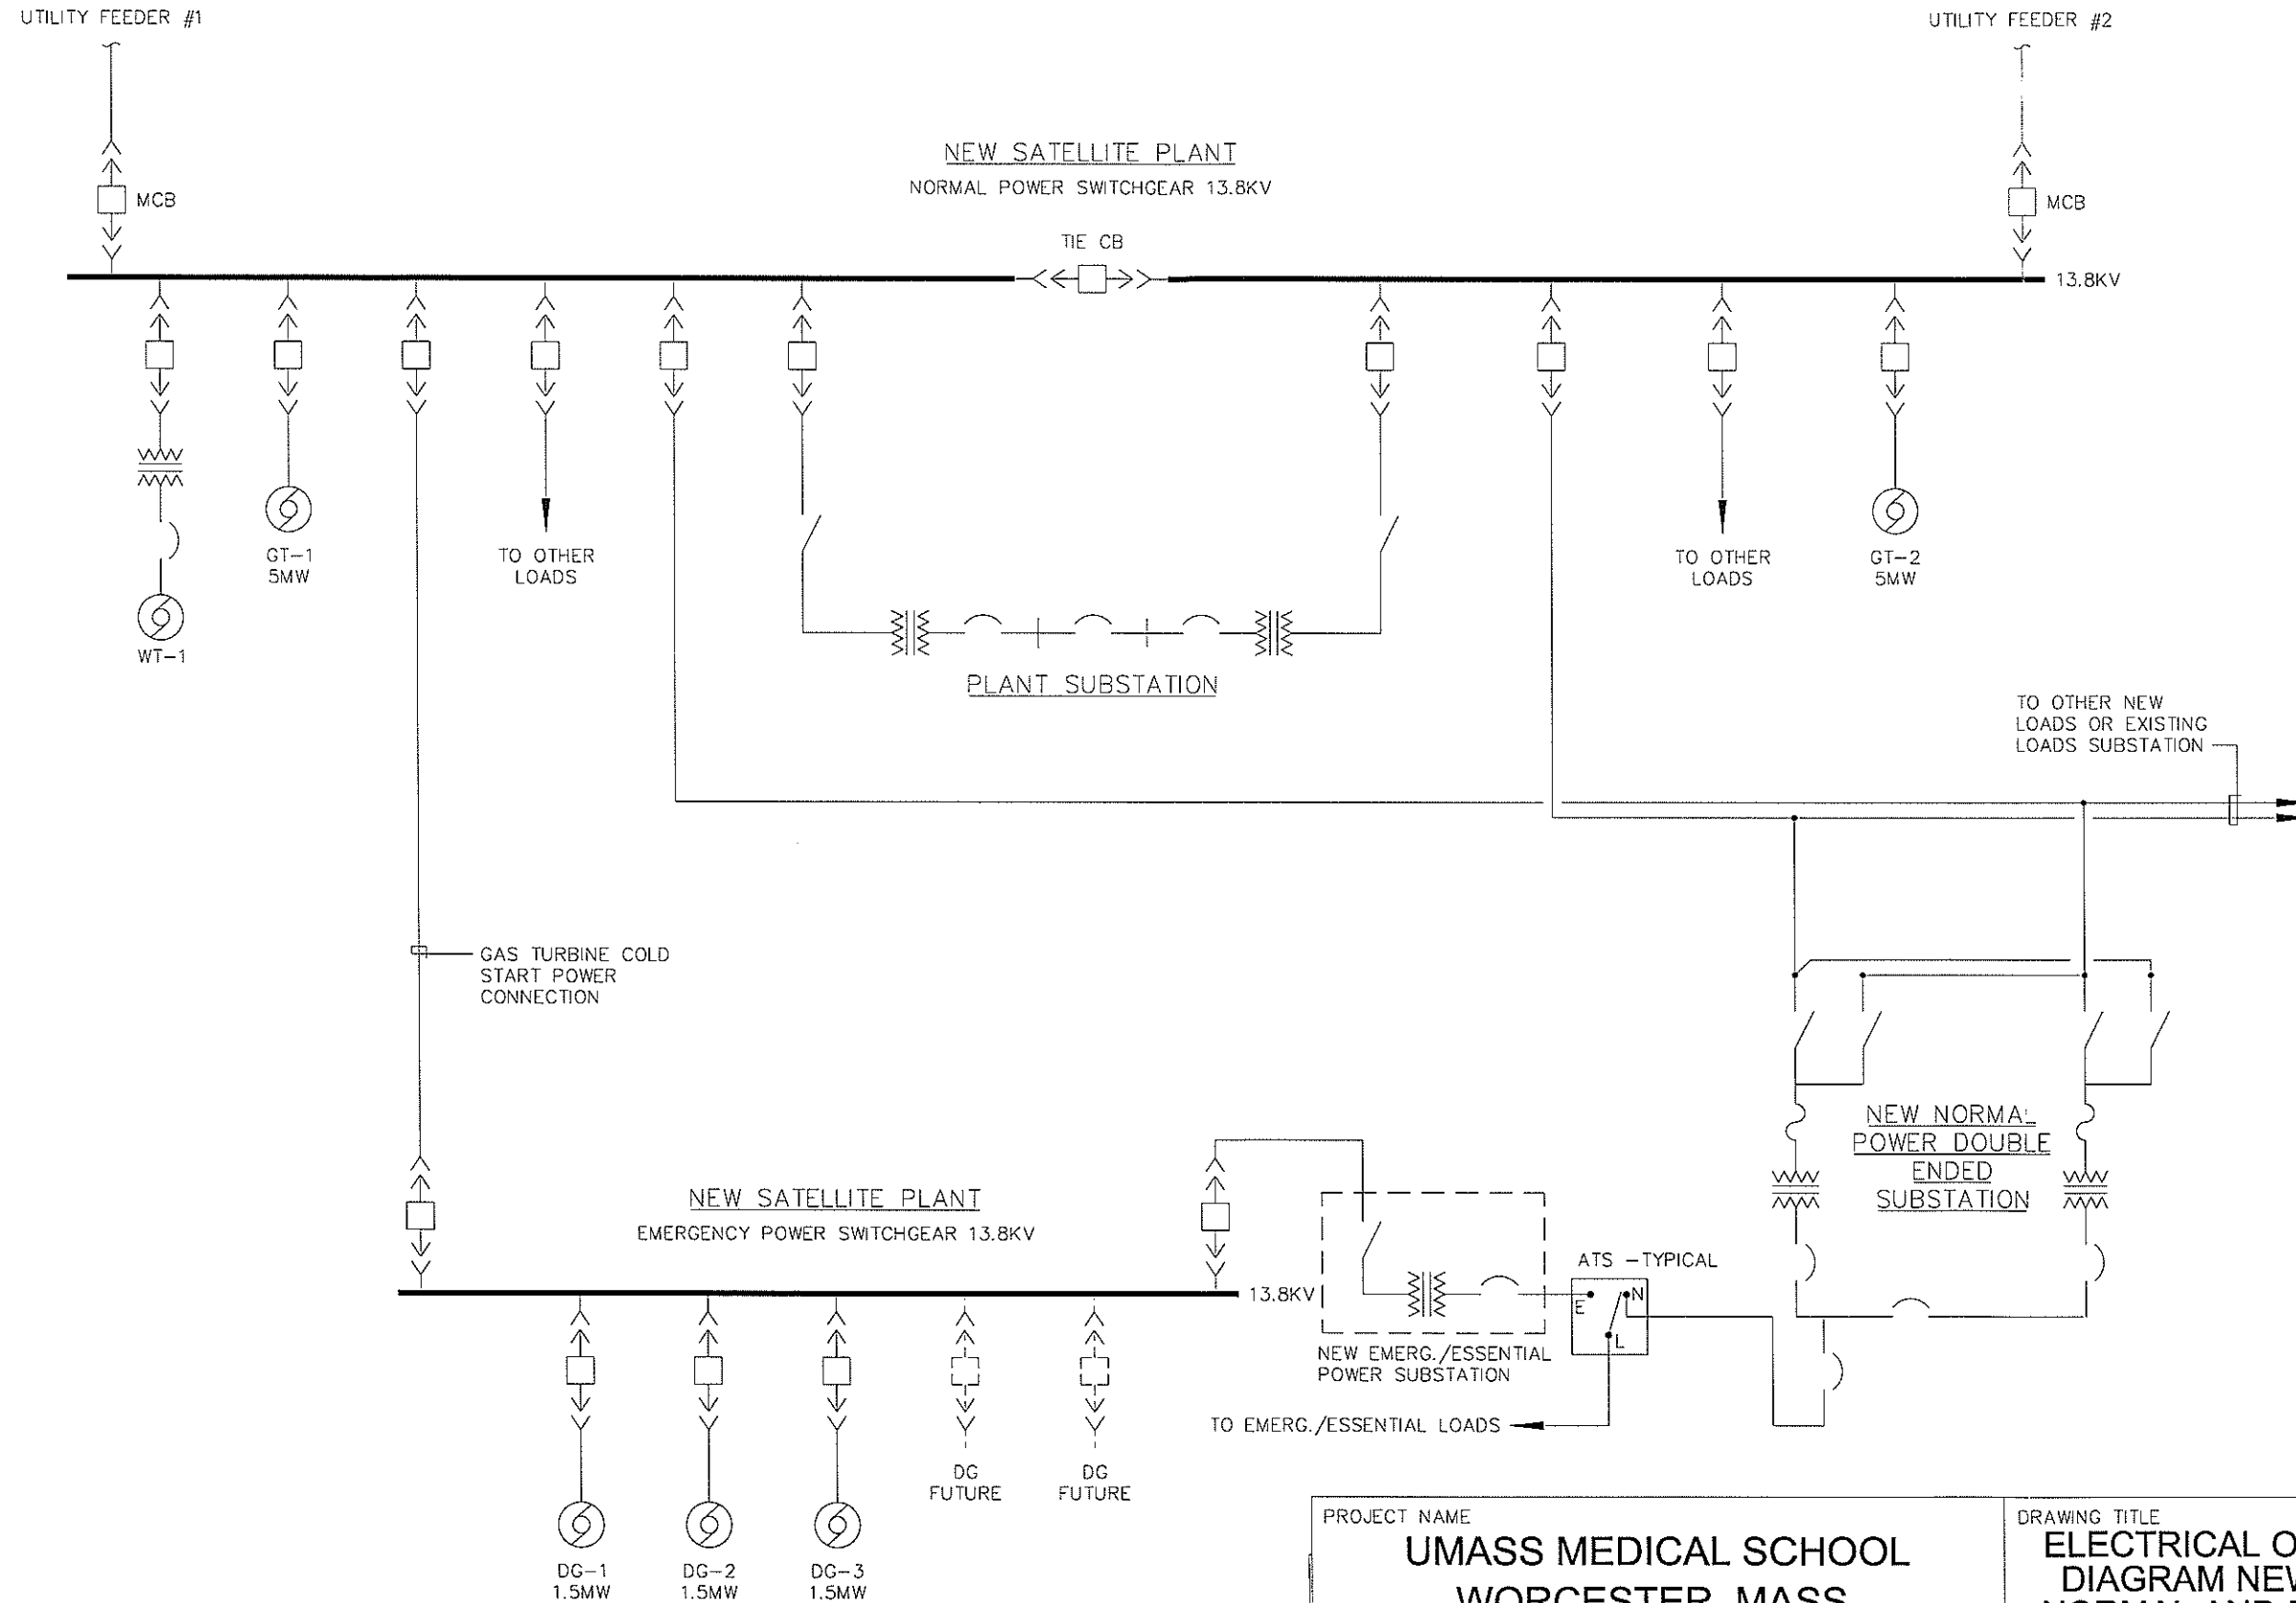 UTILITY FEEDER #1
UTILITY FEEDER #2
MCB
NEW SATELLITE PLANT
NORMAL POWER SWITCHGEAR 13.8KV
MCB
TIE CB
13.8KV
GT-1
5MW
TO OTHER
LOADS
TO OTHER
LOADS
GT-2
5MW
WT-1
PLANT SUBSTATION
TO OTHER NEW
LOADS OR EXISTING
LOADS SUBSTATION
GAS TURBINE COLD
START POWER
CONNECTION
NEW NORMAL
POWER DOUBLE
ENDED
SUBSTATION
NEW SATELLITE PLANT
EMERGENCY POWER SWITCHGEAR 13.8KV
13.8KV
ATS -TYPICAL
E
N
L
NEW EMERG./ESSENTIAL
POWER SUBSTATION
TO EMERG./ESSENTIAL LOADS
DG
FUTURE
DG
FUTURE
DG-1
1.5MW
DG-2
1.5MW
DG-3
1.5MW
PROJECT NAME
UMASS MEDICAL SCHOOL
WORCESTER, MASS
DRAWING TITLE
ELECTRICAL O
DIAGRAM NEW